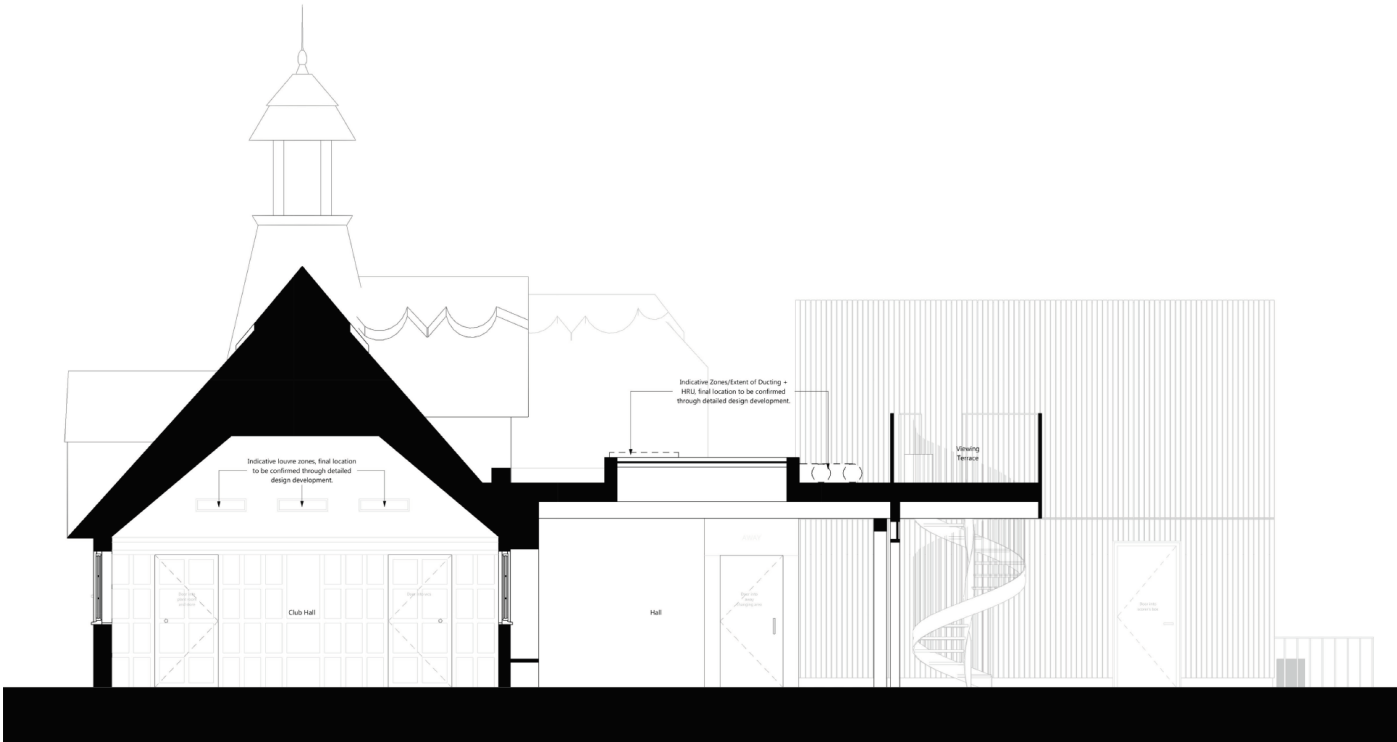 Indicative Zones/Extent of Ducting +
HRU, final location to be confirmed
through detailed design development.
Viewing
Terrace
Indicative louvre zones, final location
to be confirmed through detailed
design development.
Club Hall
Hall